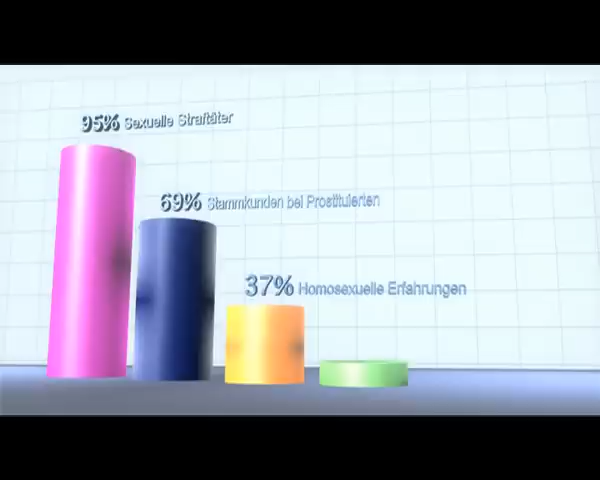 95% Sexuelle Straftäter
69% Stammkunden bei Prostituierten
37% Homosexuelle Erfahrungen